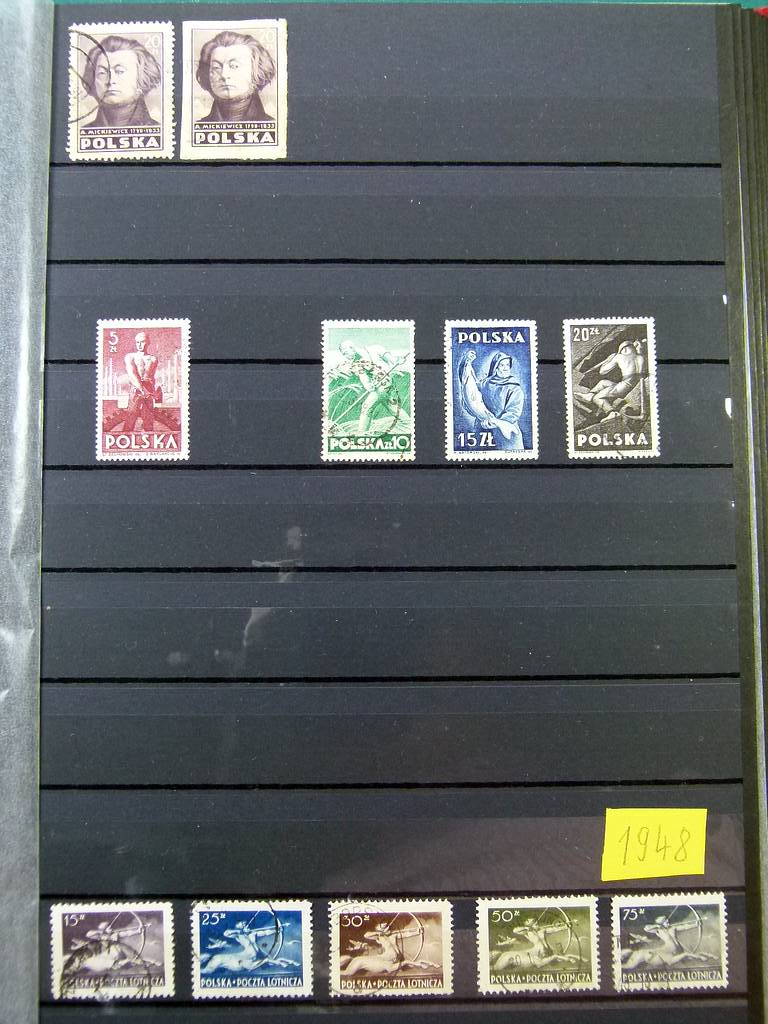 20
A. MICKIEWICZ 1798-1855
POLSKA
20
A. MICKIEWICZ 1798-1855
POLSKA
5
ZŁ
POLSKA
POLSKA ZŁ 10
POLSKA
15 ZŁ
20 ZŁ
POLSKA
1948
15 ZŁ
POLSKA • POCZTA LOTNICZA
25 ZŁ
POLSKA • POCZTA LOTNICZA
30 ZŁ
POLSKA • POCZTA LOTNICZA
50 ZŁ
POLSKA • POCZTA LOTNICZA
75 ZŁ
POLSKA • POCZTA LOTNICZA